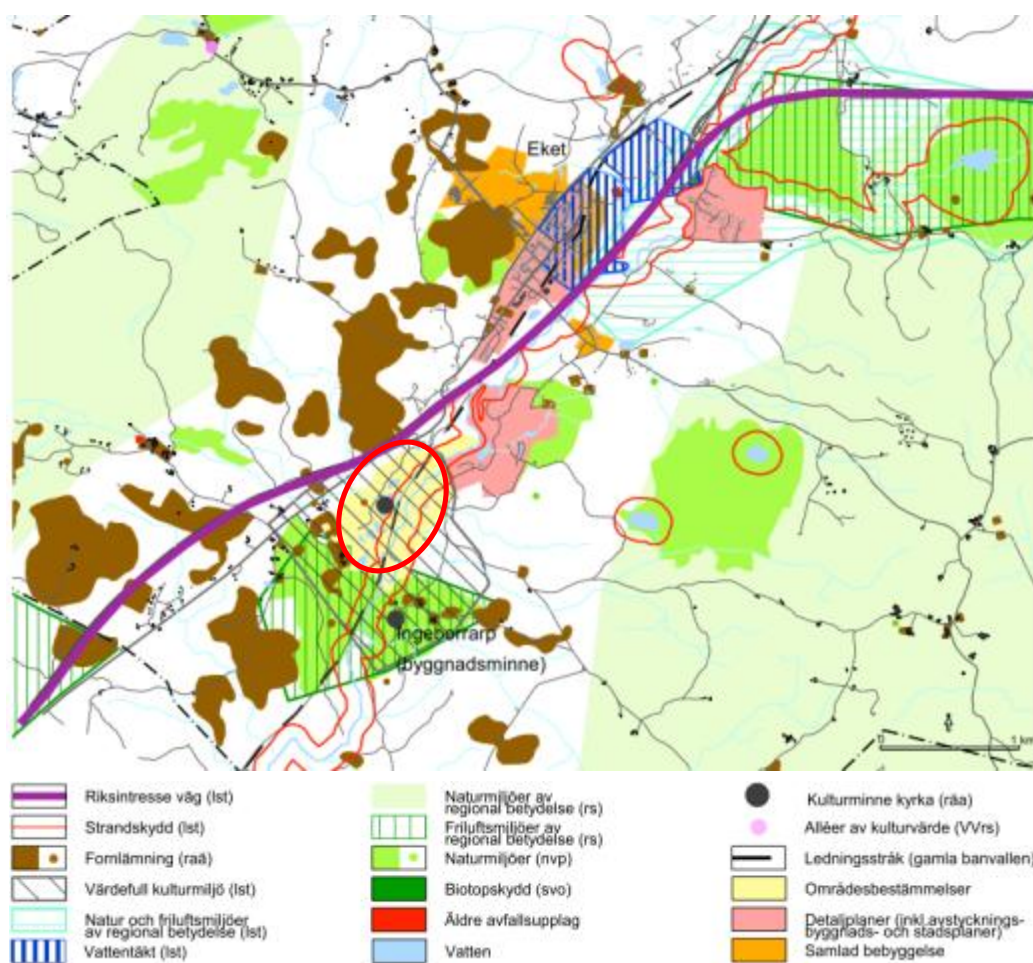 Eket
Ingeborrarp
(byggnadsminne)
0 1 km
Riksintresse väg (lst)
Strandskydd (lst)
Fornlämning (raä)
Värdefull kulturmiljö (lst)
Natur och friluftsmiljöer
av regional betydelse (lst)
Vattentäkt (lst)
Naturmiljöer av
regional betydelse (rs)
Friluftsmiljöer av
regional betydelse (rs)
Naturmiljöer (nvp)
Biotopskydd (svo)
Äldre avfallsupplag
Vatten
Kulturminne kyrka (räa)
Alléer av kulturvärde (VVrs)
Ledningsstråk (gamla banvallen)
Områdesbestämmelser
Detaljplaner (inkl.avstycknings-
byggnads- och stadsplaner)
Samlad bebyggelse